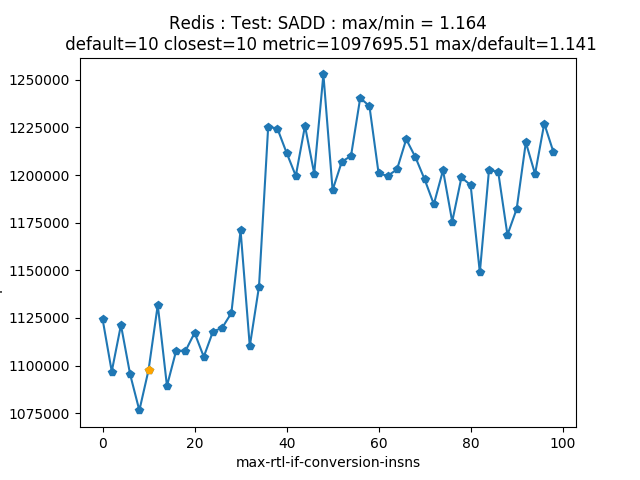 Redis : Test: SADD : max/min = 1.164
default=10 closest=10 metric=1097695.51 max/default=1.141
1250000
1225000
1200000
1175000
1150000
1125000
1100000
1075000
0 20 40 60 80 100
max-rtl-if-conversion-insns